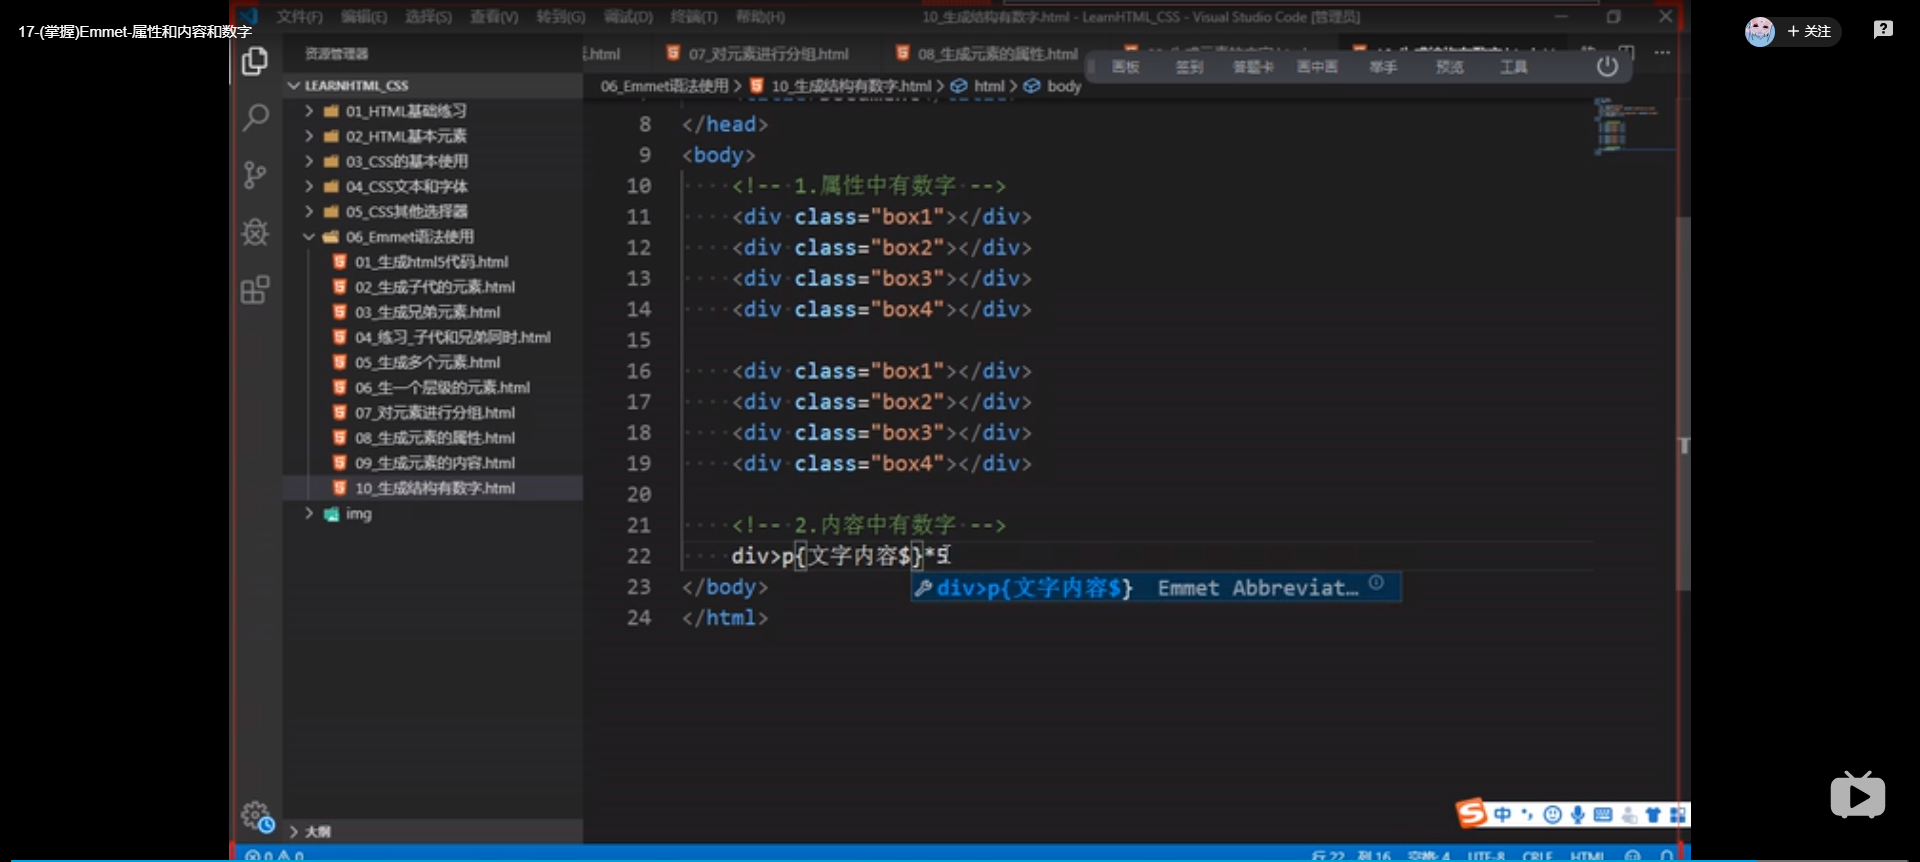 17-(掌握)Emmet-属性和内容和数字
文件(F) 编辑(E) 选择(S) 查看(V) 转到(G) 调试(D) 终端(T) 帮助(H)
10_生成结构有数字.html - LearnHTML_CSS - Visual Studio Code [管理员]
+ 关注
资源管理器
.html 07_对元素进行分组.html 08_生成元素的属性.html
画板 签到 答题卡 画中画 举手 预览 工具
LEARNHTML_CSS
06_Emmet语法使用 > 10_生成结构有数字.html > html > body
01_HTML基础练习
02_HTML基本元素
03_CSS的基本使用
04_CSS文本和字体
05_CSS其他选择器
06_Emmet语法使用
01_生成html5代码.html
02_生成子代的元素.html
03_生成兄弟元素.html
04_练习_子代和兄弟同时.html
05_生成多个元素.html
06_生一个层级的元素.html
07_对元素进行分组.html
08_生成元素的属性.html
09_生成元素的内容.html
10_生成结构有数字.html
img
大纲
8 </head>
9 <body>
10 <!-- 1.属性中有数字 -->
11 <div class="box1"></div>
12 <div class="box2"></div>
13 <div class="box3"></div>
14 <div class="box4"></div>
15
16 <div class="box1"></div>
17 <div class="box2"></div>
18 <div class="box3"></div>
19 <div class="box4"></div>
20
21 <!-- 2.内容中有数字 -->
22 div>p{文字内容$}*5
23 </body>
div>p{文字内容$} Emmet Abbreviat…
24 </html>
中
0 0
行 22 列 16 空格: 4 UTF-8 CRLF HTML